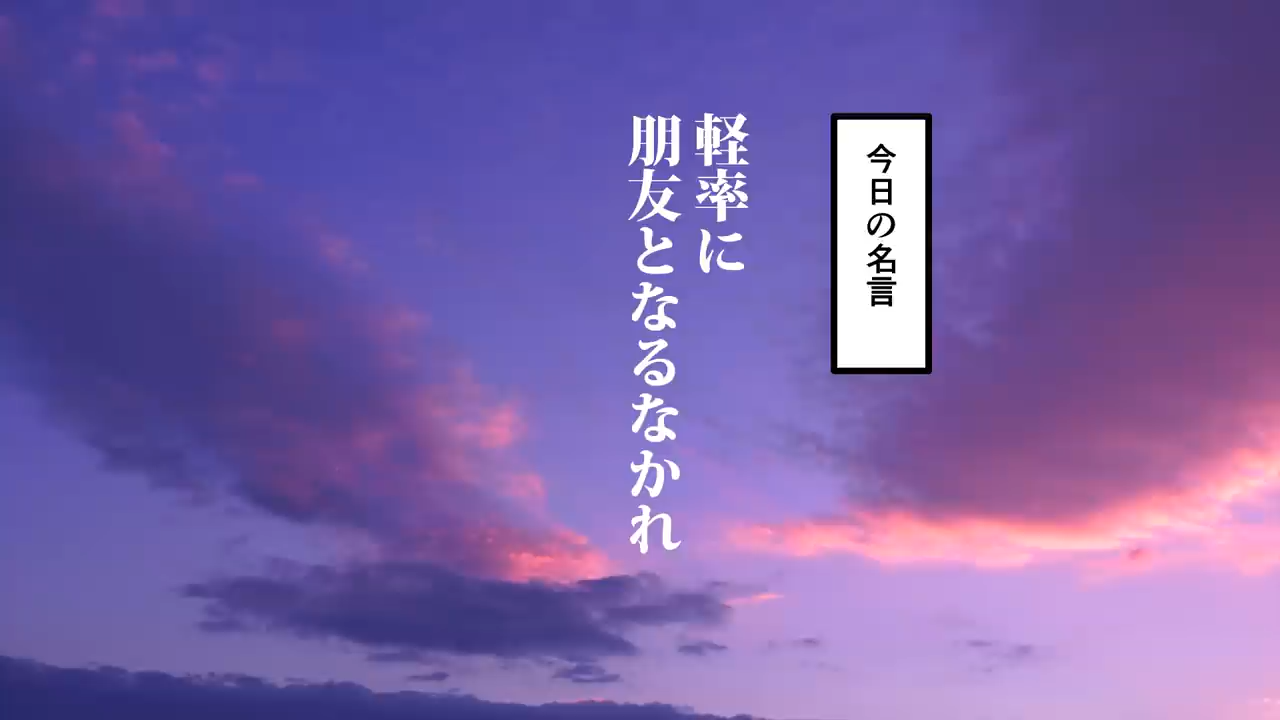 今日の名言
軽率に
朋友となるなかれ